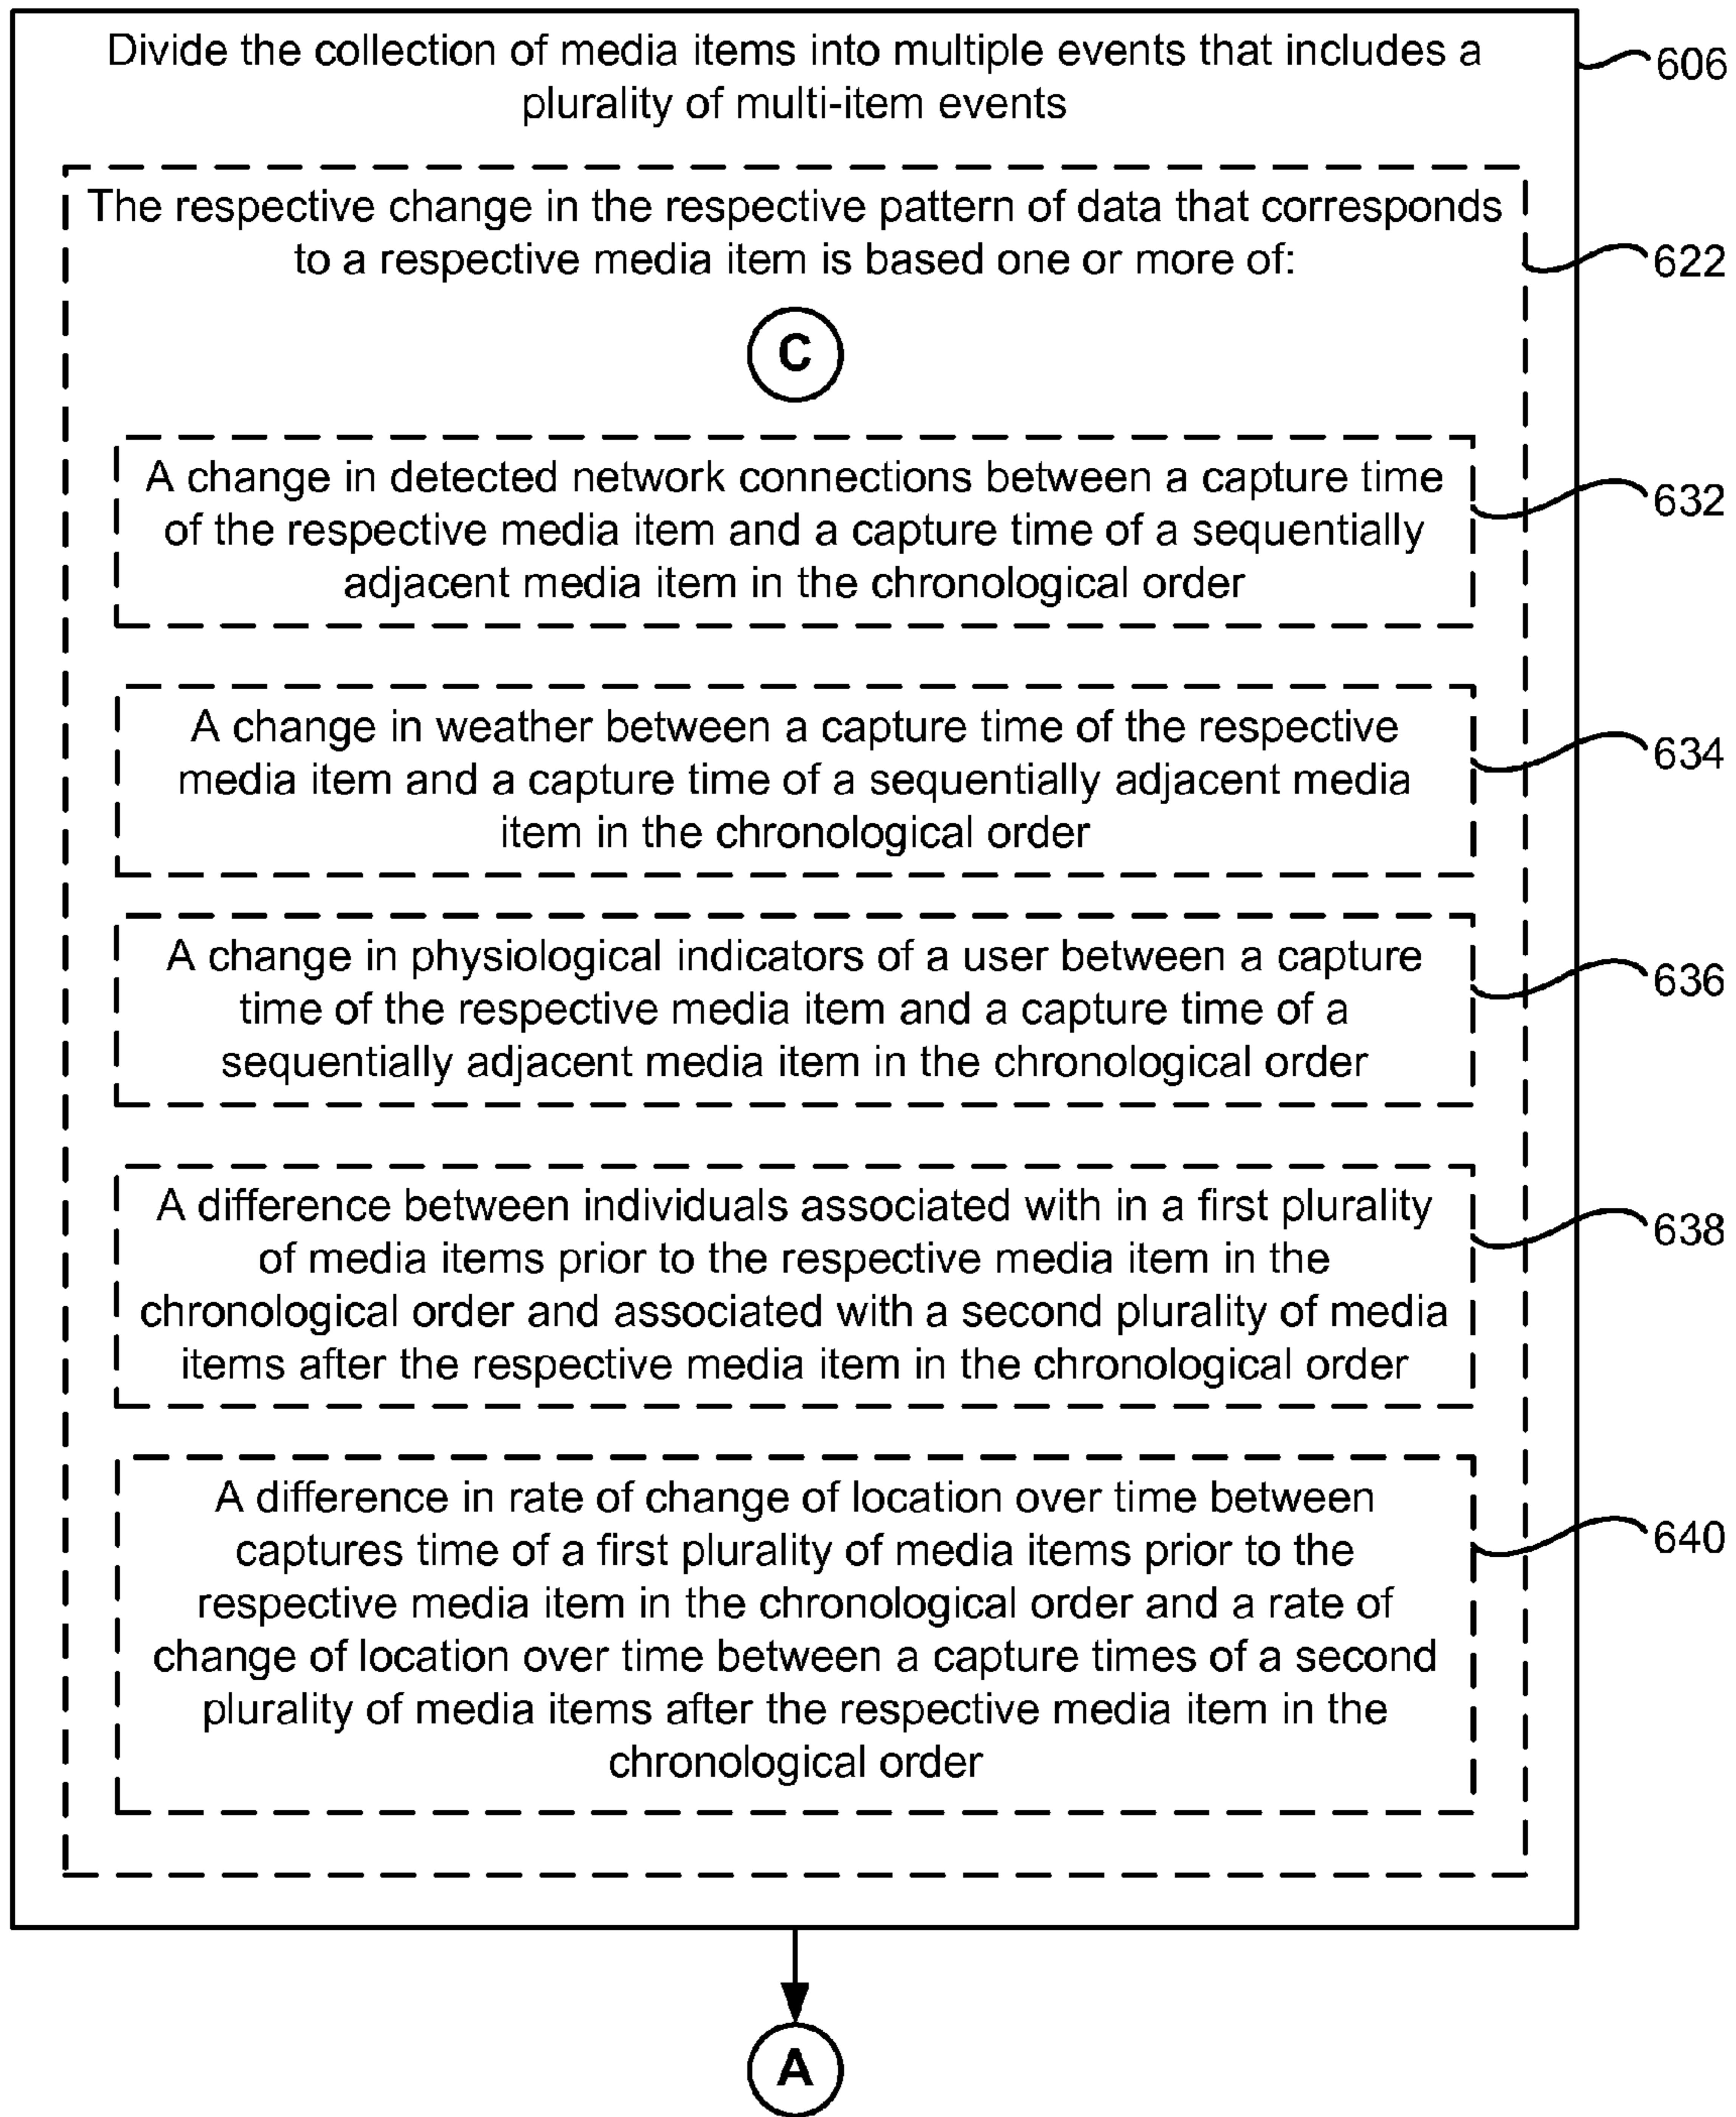 Divide the collection of media items into multiple events that includes a
plurality of multi-item events
606
The respective change in the respective pattern of data that corresponds
to a respective media item is based one or more of:
622
C
A change in detected network connections between a capture time
of the respective media item and a capture time of a sequentially
adjacent media item in the chronological order
632
A change in weather between a capture time of the respective
media item and a capture time of a sequentially adjacent media
item in the chronological order
634
A change in physiological indicators of a user between a capture
time of the respective media item and a capture time of a
sequentially adjacent media item in the chronological order
636
A difference between individuals associated with in a first plurality
of media items prior to the respective media item in the
chronological order and associated with a second plurality of media
items after the respective media item in the chronological order
638
A difference in rate of change of location over time between
captures time of a first plurality of media items prior to the
respective media item in the chronological order and a rate of
change of location over time between a capture times of a second
plurality of media items after the respective media item in the
chronological order
640
A